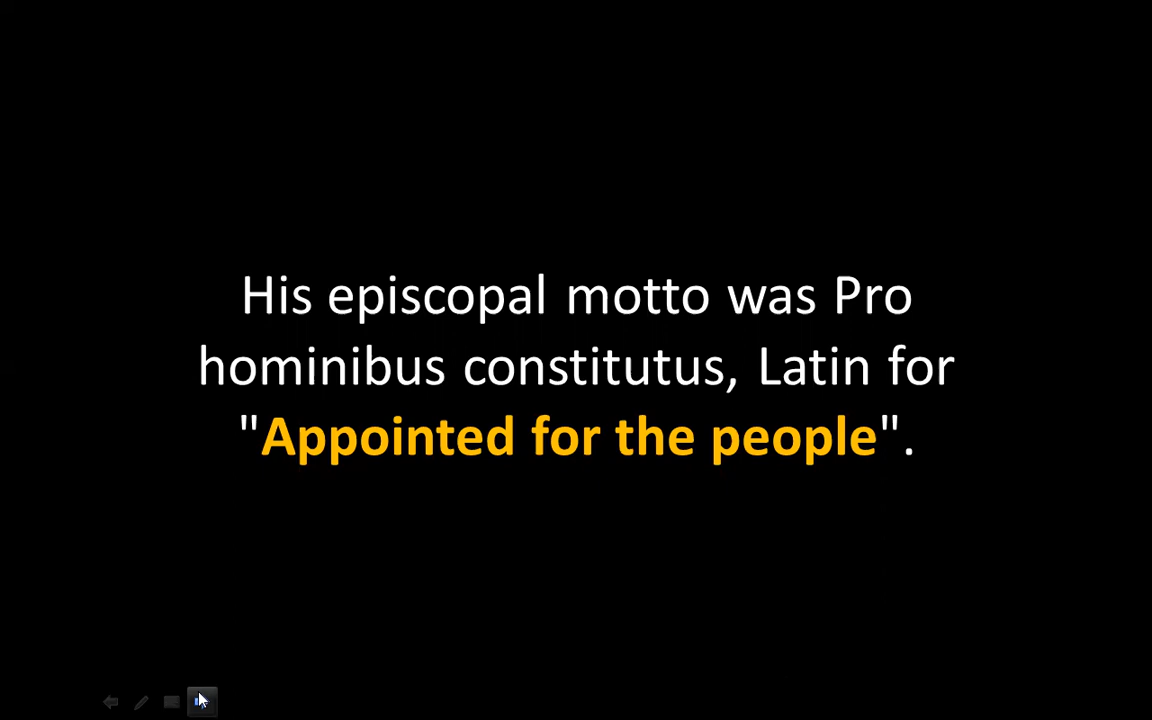 His episcopal motto was Pro
hominibus constitutus, Latin for
"Appointed for the people".